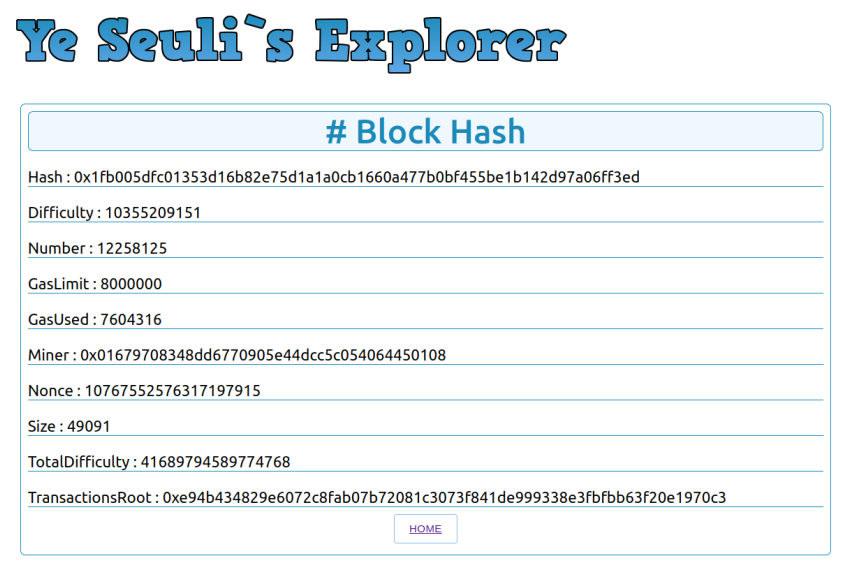 Ye Seuli`s Explorer
# Block Hash
Hash : 0x1fb005dfc01353d16b82e75d1a1a0cb1660a477b0bf455be1b142d97a06ff3ed
Difficulty : 10355209151
Number : 12258125
GasLimit : 8000000
GasUsed : 7604316
Miner : 0x01679708348dd6770905e44dcc5c054064450108
Nonce : 10767552576317197915
Size : 49091
TotalDifficulty : 41689794589774768
TransactionsRoot : 0xe94b434829e6072c8fab07b72081c3073f841de999338e3fbfbb63f20e1970c3
HOME